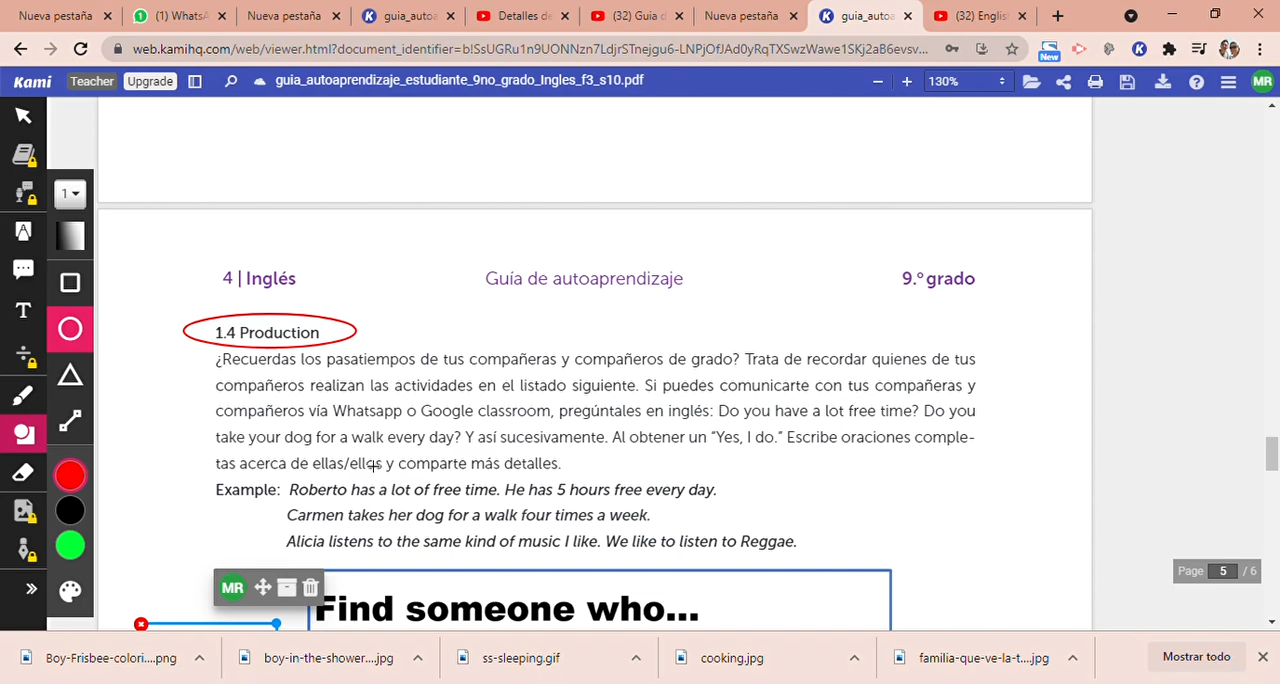 Nueva pestaña
(1) WhatsA
Nueva pestaña
guia_autoa
Detalles de
(32) Guia d
Nueva pestaña
guia_autoa
(32) Englis
web.kamihq.com/web/viewer.html?document_identifier=blSsUGRu1n9UONNzn7LdjrSTnejgu6-LNPjOfJAd0yRqTXSwzWawe1SKj2aB6evsv...
New
Kami
Teacher
Upgrade
guia_autoaprendizaje_estudiante_9no_grado_Ingles_f3_s10.pdf
130%
MR
1
4 | Inglés
Guía de autoaprendizaje
9.º grado
1.4 Production
¿Recuerdas los pasatiempos de tus compañeras y compañeros de grado? Trata de recordar quienes de tus
compañeros realizan las actividades en el listado siguiente. Si puedes comunicarte con tus compañeras y
compañeros vía Whatsapp o Google classroom, pregúntales en inglés: Do you have a lot free time? Do you
take your dog for a walk every day? Y así sucesivamente. Al obtener un “Yes, I do.” Escribe oraciones comple-
tas acerca de ellas/ellos y comparte más detalles.
Example: Roberto has a lot of free time. He has 5 hours free every day.
Carmen takes her dog for a walk four times a week.
Alicia listens to the same kind of music I like. We like to listen to Reggae.
Page 5 / 6
MR
Find someone who...
Boy-Frisbee-colori....png
boy-in-the-shower....jpg
ss-sleeping.gif
cooking.jpg
familia-que-ve-la-t....jpg
Mostrar todo